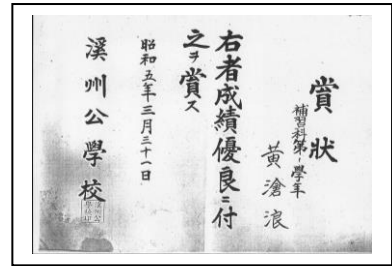 賞狀
補習科第一學年
黃滄浪
右者成績優良ニ付
之ヲ賞ス
昭和五年三月三十一日
溪州公學校